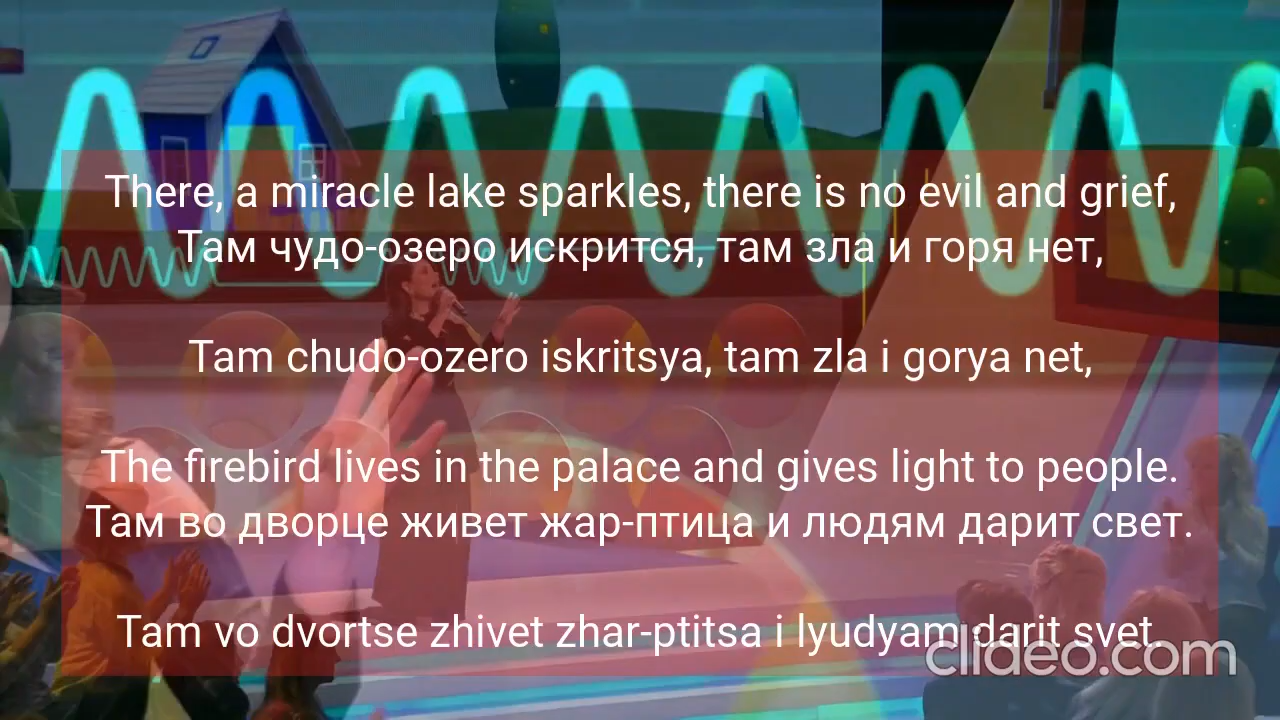 There, a miracle lake sparkles, there is no evil and grief,
Там чудо-озеро искрится, там зла и горя нет,
Tam chudo-ozero iskritsya, tam zla i gorya net,
The firebird lives in the palace and gives light to people.
Там во дворце живет жар-птица и людям дарит свет.
Tam vo dvortse zhivet zhar-ptitsa i lyudyam darit svet.
clideo.com